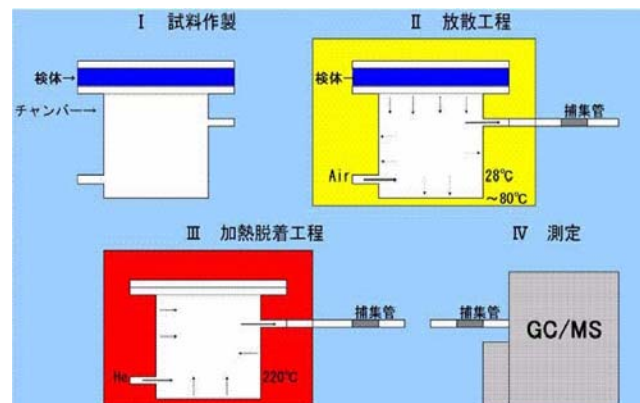 Ⅰ 試料作製
検体→
チャンバー→
Ⅱ 放散工程
検体→
捕集管
Air
28℃
～80℃
Ⅲ 加熱脱着工程
捕集管
He
220℃
Ⅳ 測定
捕集管
GC/MS